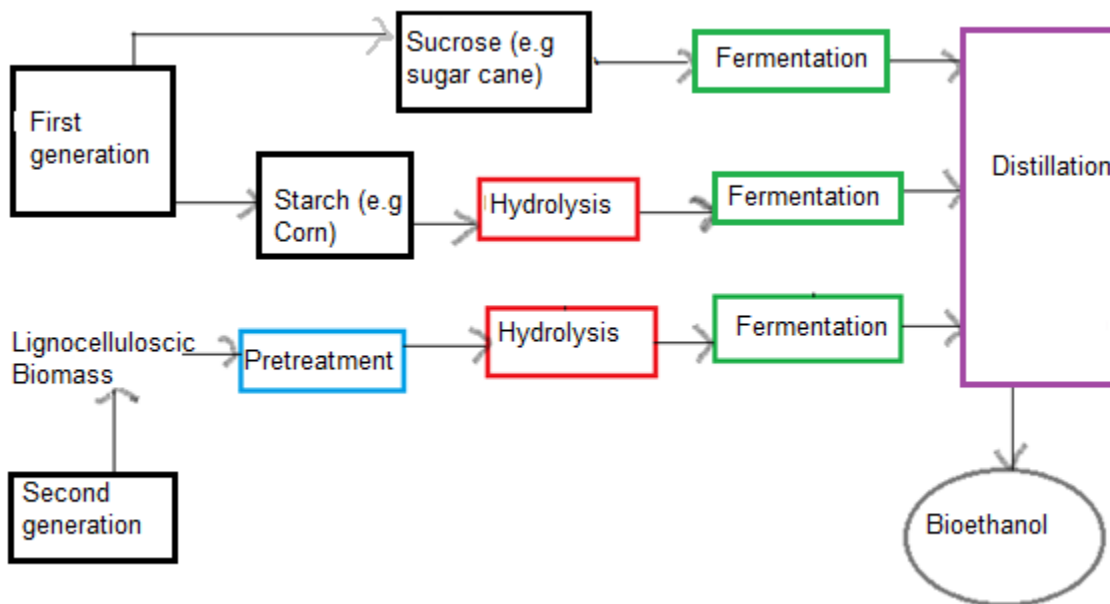 Sucrose (e.g
sugar cane)
Fermentation
First
generation
Distillation
Starch (e.g
Corn)
Hydrolysis
Fermentation
Lignocelluloscic
Biomass
Pretreatment
Hydrolysis
Fermentation
Second
generation
Bioethanol